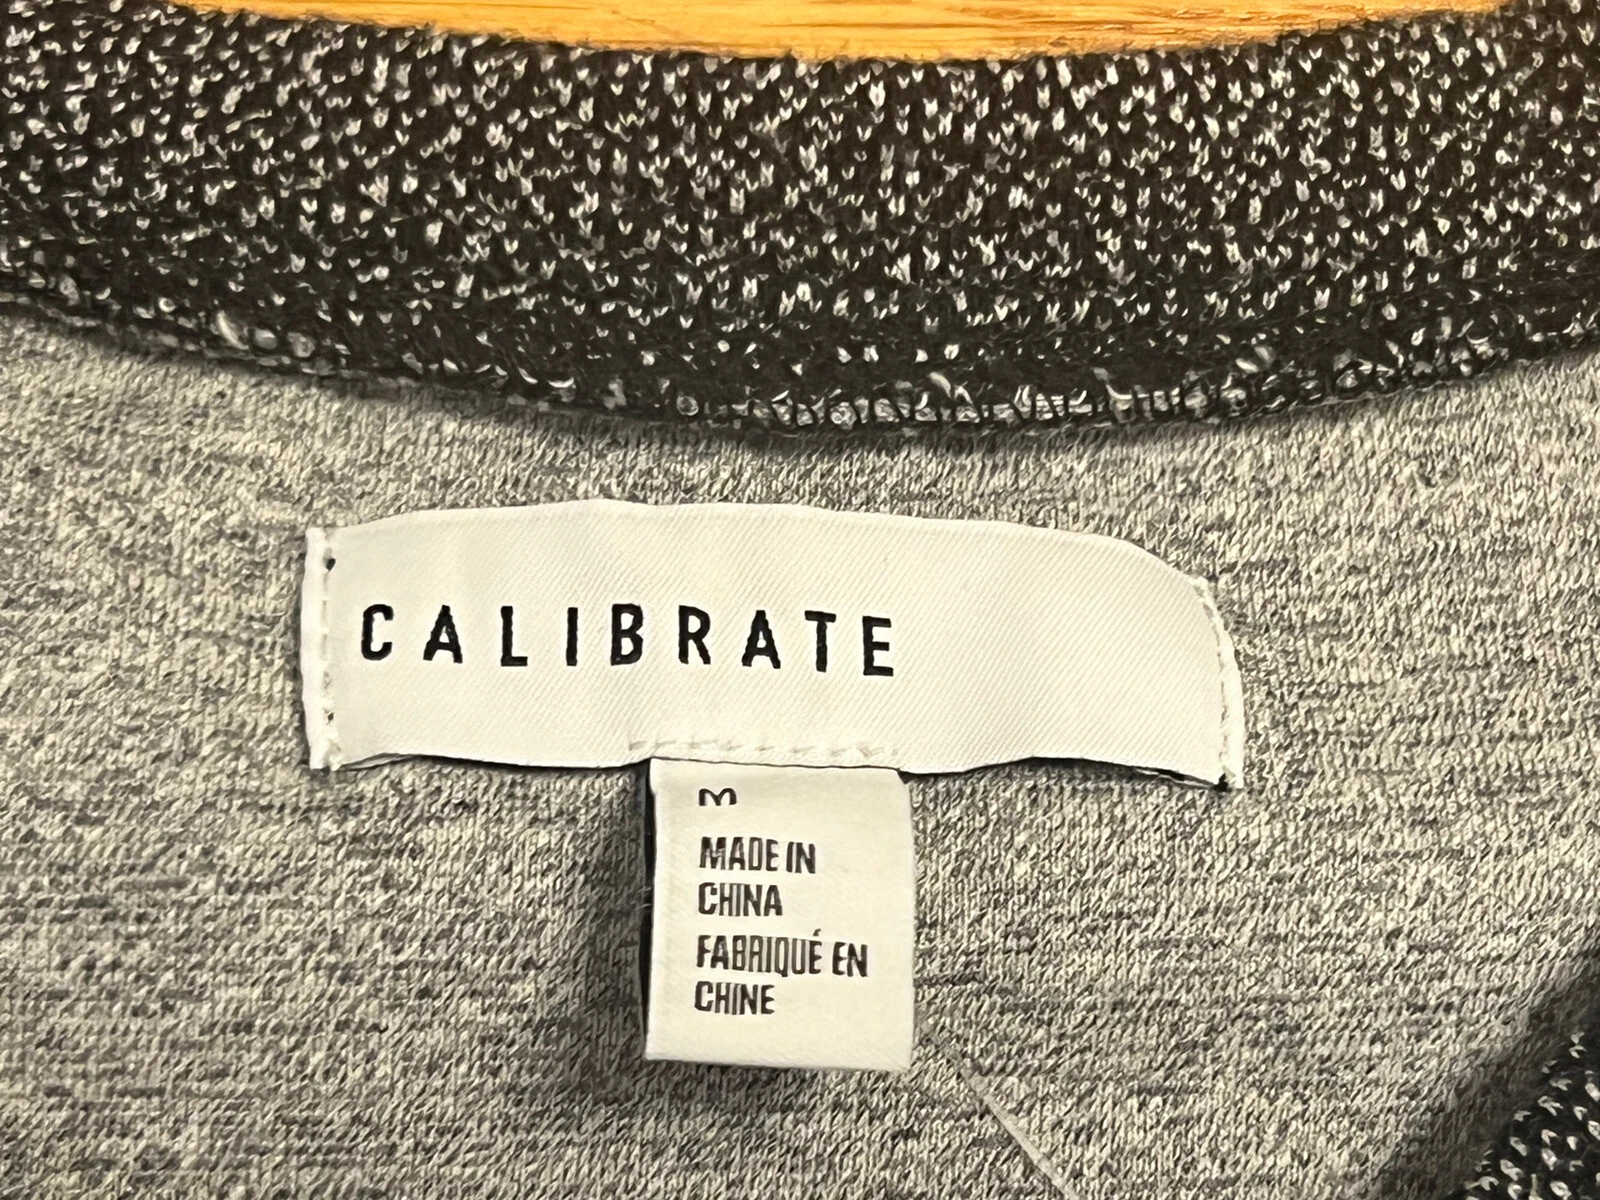 CALIBRATE
M
MADE IN
CHINA
FABRIQUÉ EN
CHINE